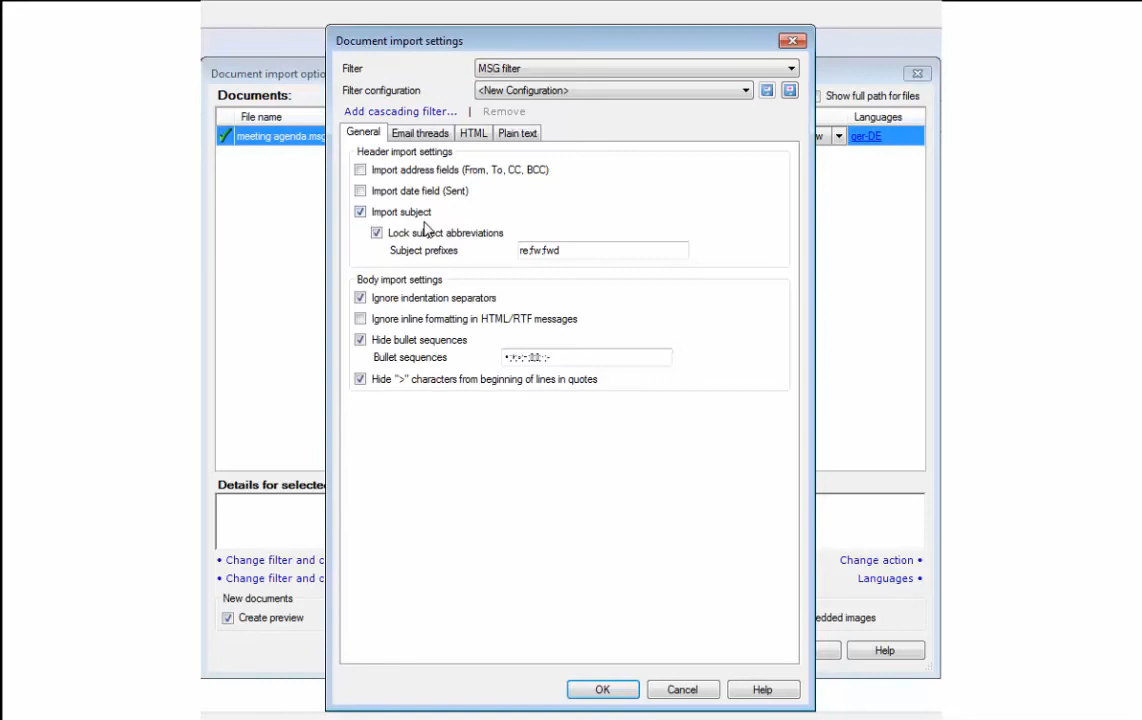 Document import settings
Document import optio
Filter
MSG filter
Filter configuration
<New Configuration>
Add cascading filter... | Remove
General
Email threads
HTML
Plain text
Header import settings
Import address fields (From, To, CC, BCC)
Import date field (Sent)
Import subject
Lock subject abbreviations
Subject prefixes
re;fw;fwd
Body import settings
Ignore indentation separators
Ignore inline formatting in HTML/RTF messages
Hide bullet sequences
Bullet sequences
Hide ">" characters from beginning of lines in quotes
OK
Cancel
Help
Documents:
Show full path for files
File name
Languages
meeting agenda.msg
ger-DE
Details for selecte
• Change filter and c
Change action •
• Change filter and c
Languages •
New documents
Create preview
edded images
Help